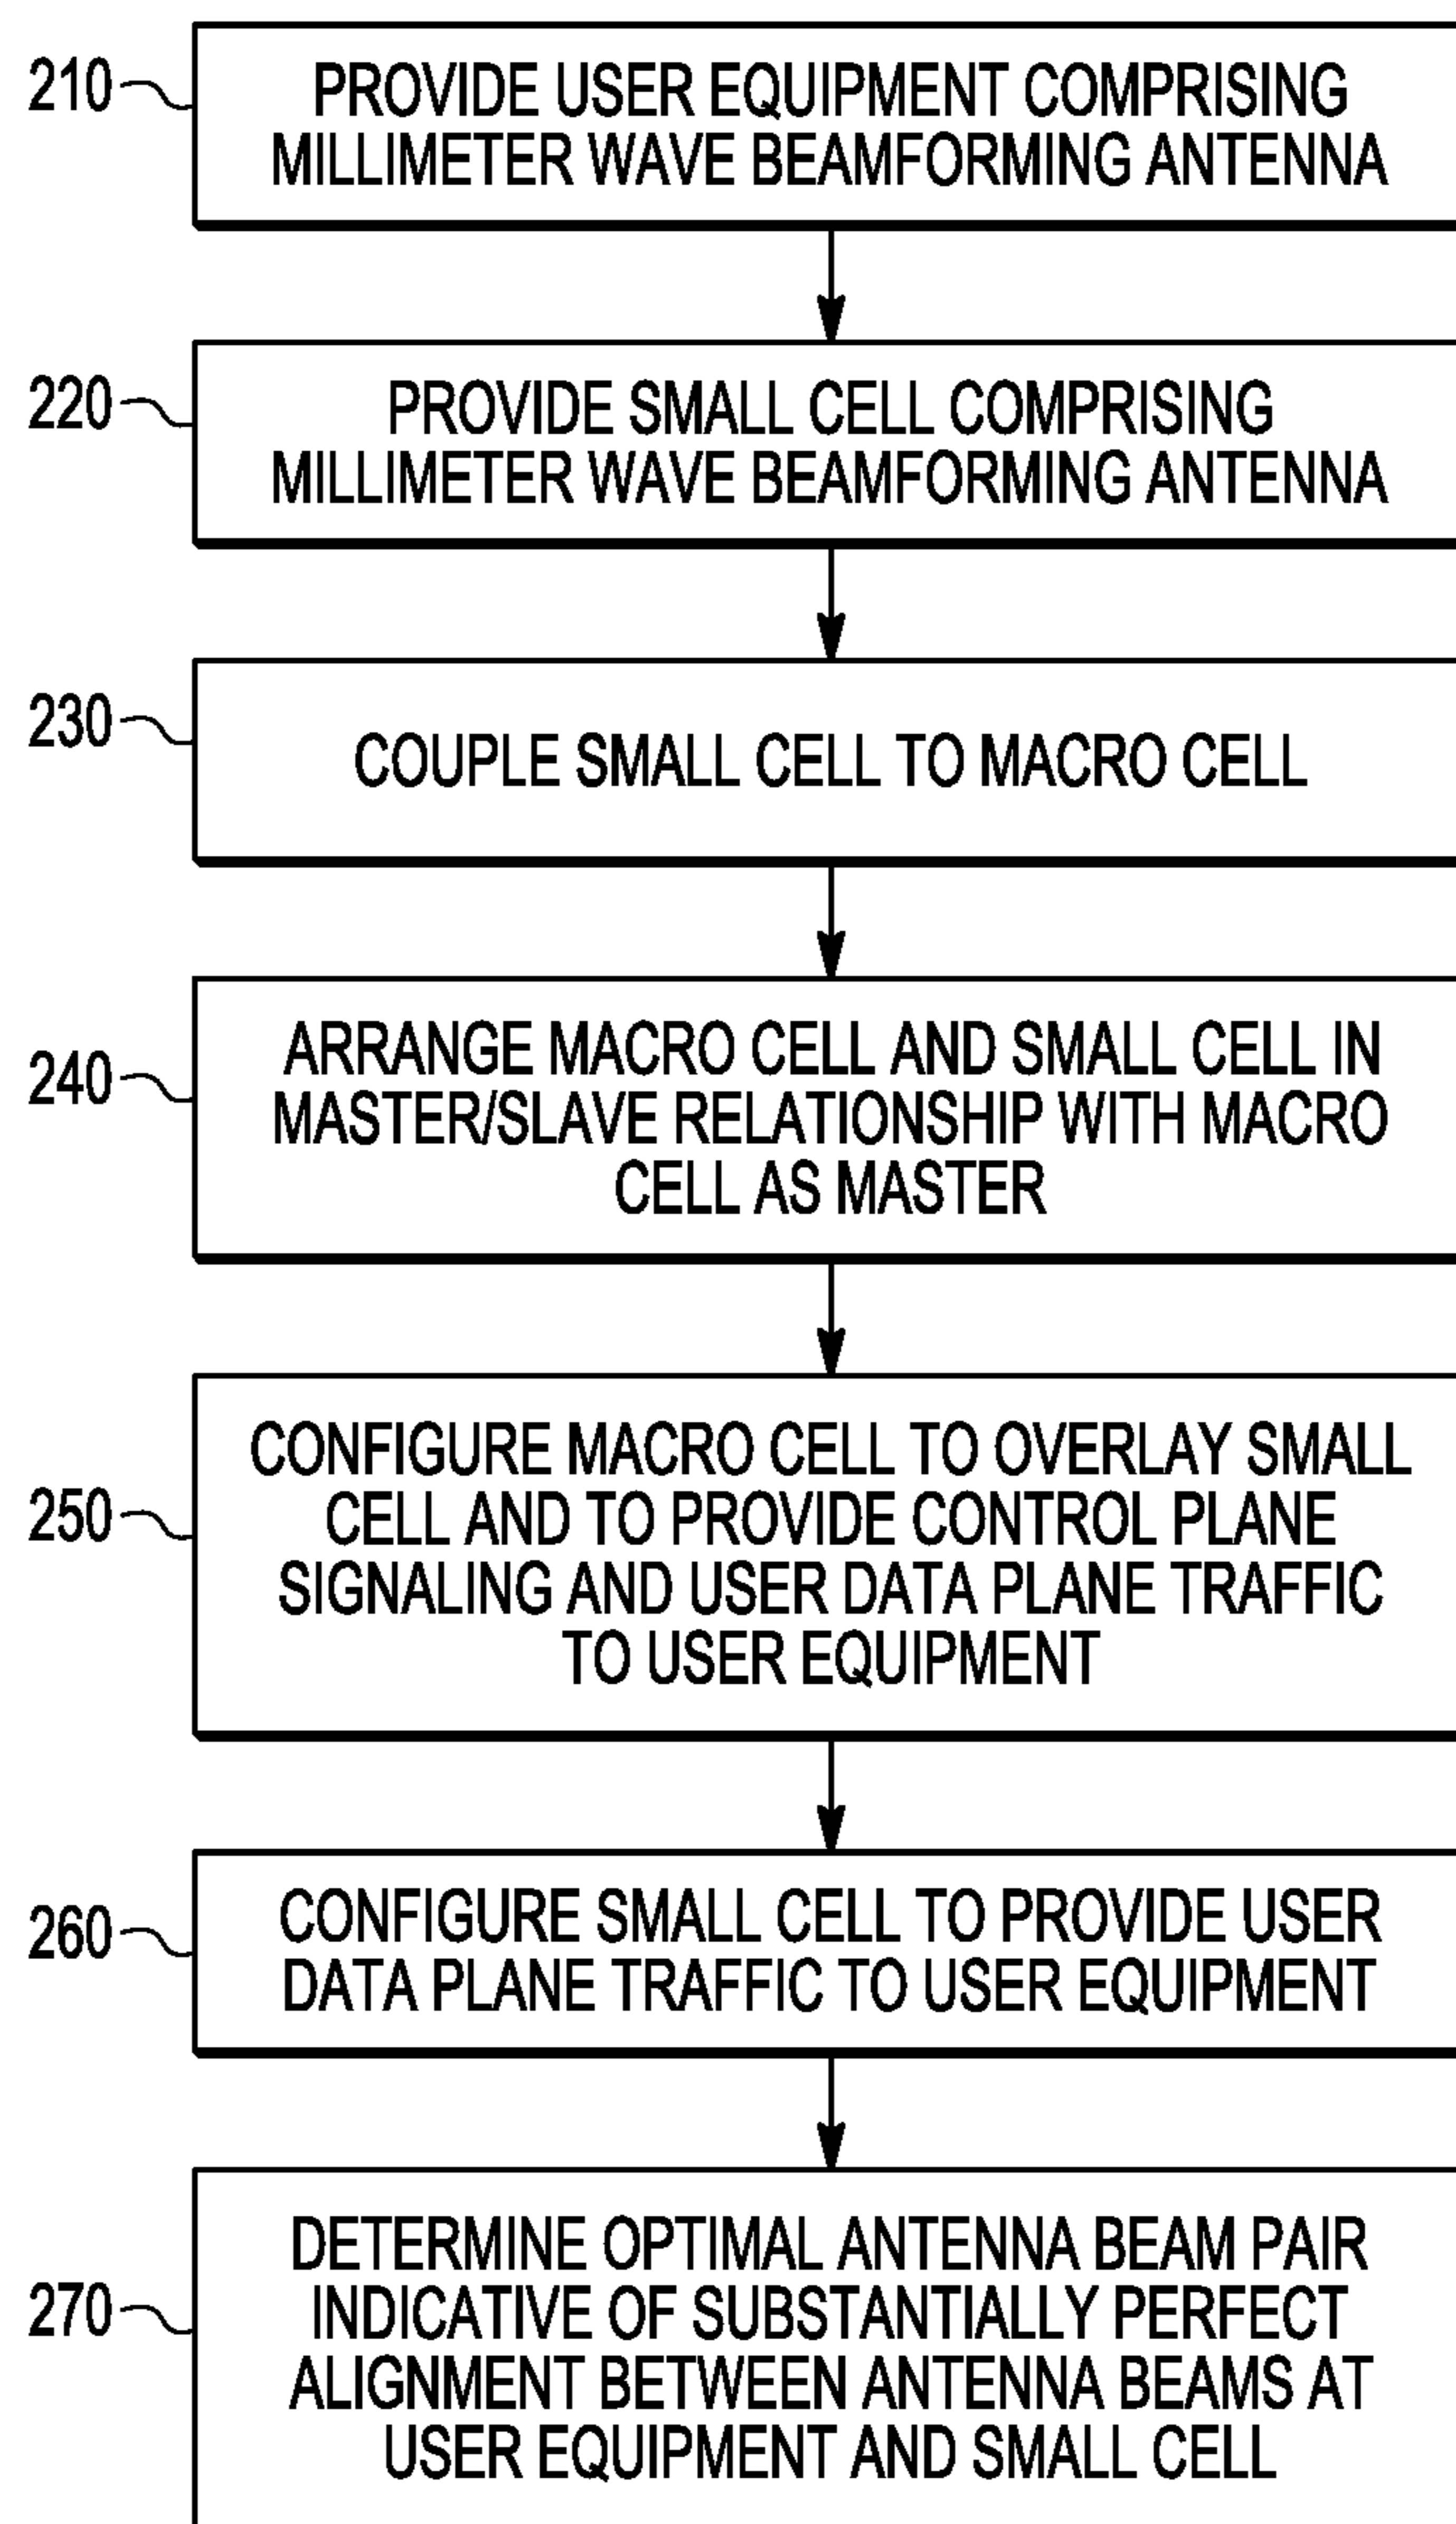 210
PROVIDE USER EQUIPMENT COMPRISING
MILLIMETER WAVE BEAMFORMING ANTENNA
220
PROVIDE SMALL CELL COMPRISING
MILLIMETER WAVE BEAMFORMING ANTENNA
230
COUPLE SMALL CELL TO MACRO CELL
240
ARRANGE MACRO CELL AND SMALL CELL IN
MASTER/SLAVE RELATIONSHIP WITH MACRO
CELL AS MASTER
250
CONFIGURE MACRO CELL TO OVERLAY SMALL
CELL AND TO PROVIDE CONTROL PLANE
SIGNALING AND USER DATA PLANE TRAFFIC
TO USER EQUIPMENT
260
CONFIGURE SMALL CELL TO PROVIDE USER
DATA PLANE TRAFFIC TO USER EQUIPMENT
270
DETERMINE OPTIMAL ANTENNA BEAM PAIR
INDICATIVE OF SUBSTANTIALLY PERFECT
ALIGNMENT BETWEEN ANTENNA BEAMS AT
USER EQUIPMENT AND SMALL CELL